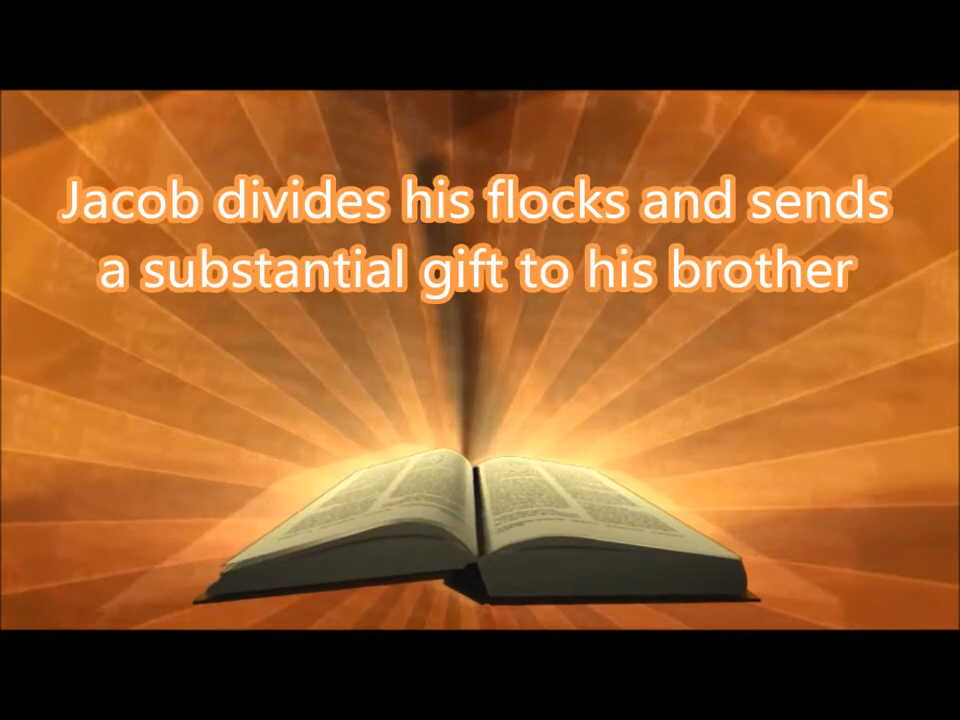 Jacob divides his flocks and sends
a substantial gift to his brother